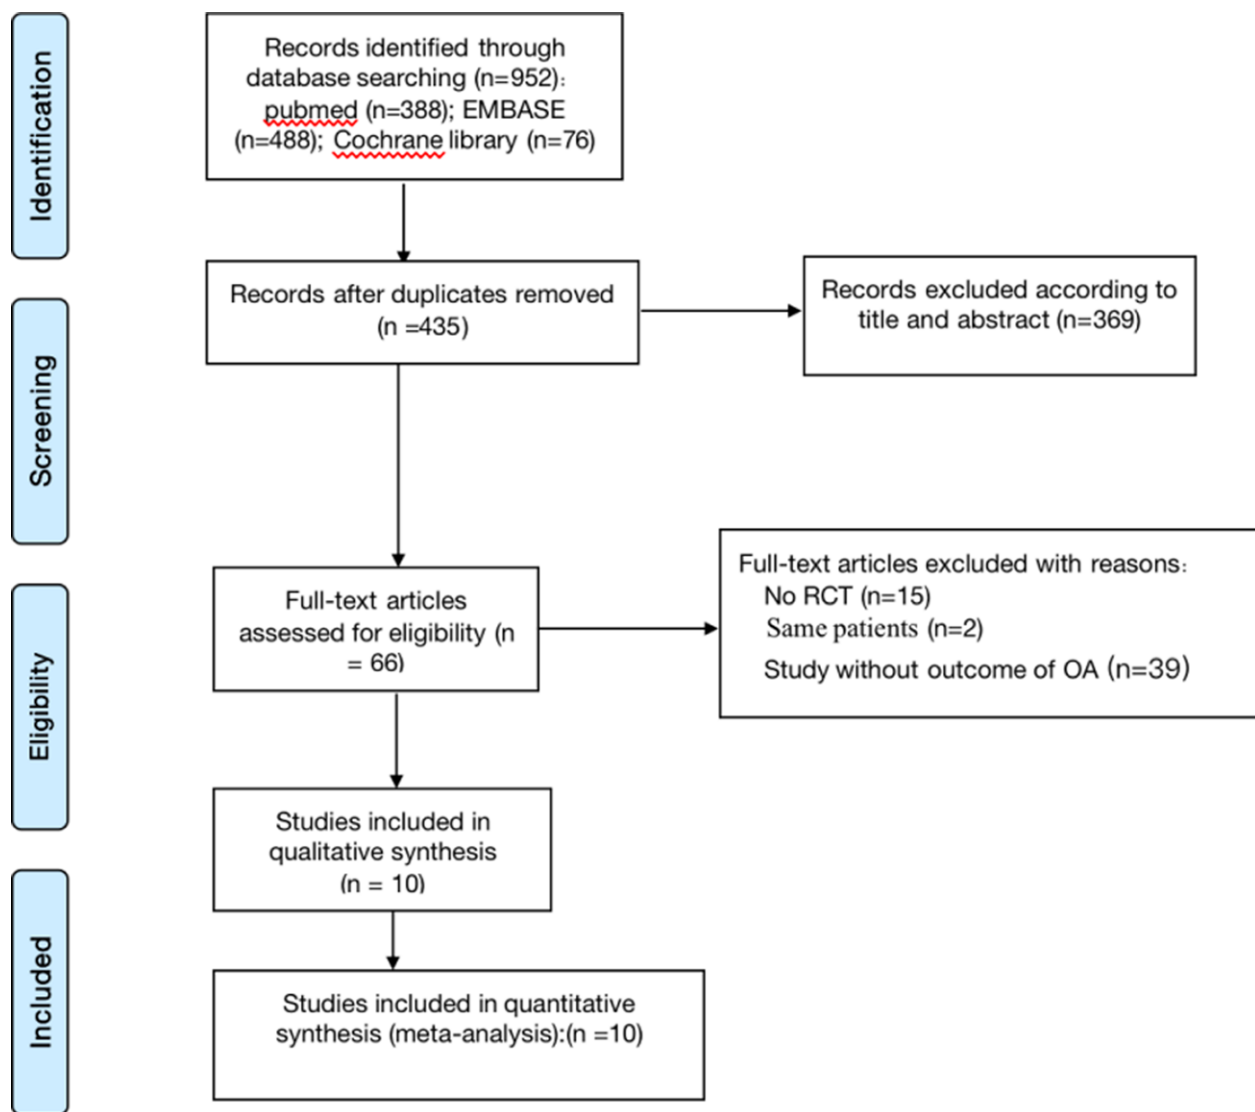 Identification
Records identified through
database searching (n=952):
pubmed (n=388); EMBASE
(n=488); Cochrane library (n=76)
Records after duplicates removed
(n =435)
Records excluded according to
title and abstract (n=369)
Screening
Full-text articles
assessed for eligibility (n
= 66)
Full-text articles excluded with reasons:
No RCT (n=15)
Same patients (n=2)
Study without outcome of OA (n=39)
Eligibility
Studies included in
qualitative synthesis
(n = 10)
Included
Studies included in quantitative
synthesis (meta-analysis):(n =10)